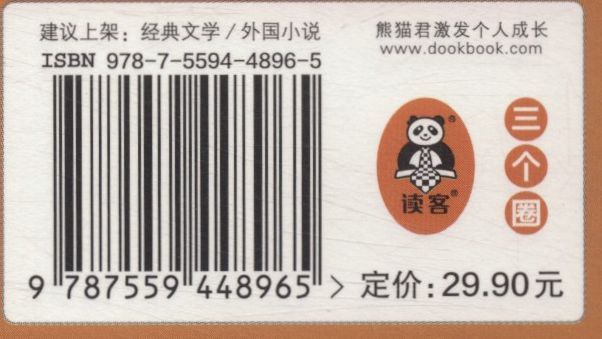 建议上架：经典文学/外国小说
ISBN 978-7-5594-4896-5
9 787559 448965 >
熊猫君激发个人成长
www.dookbook.com
读客®
三个圈
定价：29.90元